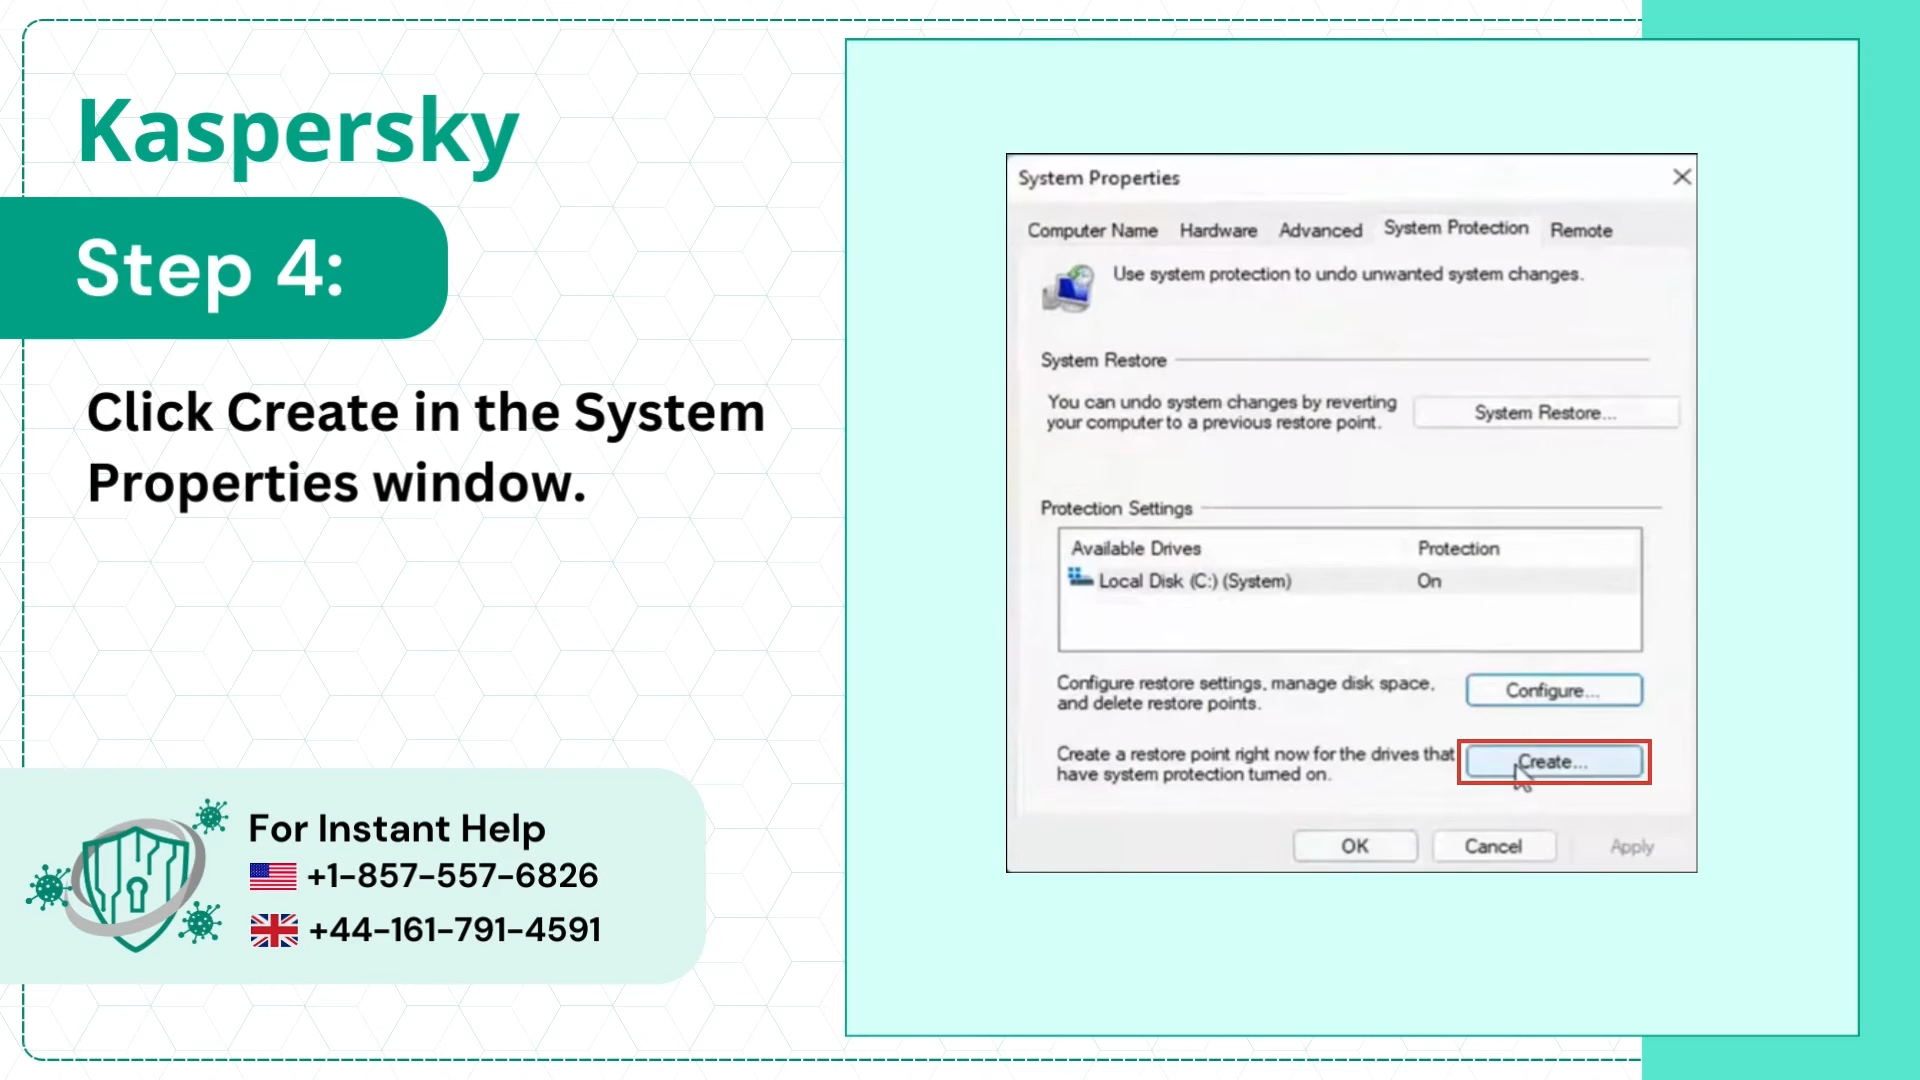 Kaspersky
Step 4:
Click Create in the System
Properties window.
For Instant Help
+1-857-557-6826
+44-161-791-4591
System Properties
Computer Name Hardware Advanced System Protection Remote
Use system protection to undo unwanted system changes.
System Restore
You can undo system changes by reverting
your computer to a previous restore point.
System Restore...
Protection Settings
Available Drives Protection
Local Disk (C:) (System) On
Configure restore settings, manage disk space,
and delete restore points.
Configure...
Create a restore point right now for the drives that
have system protection turned on.
Create...
OK Cancel Apply